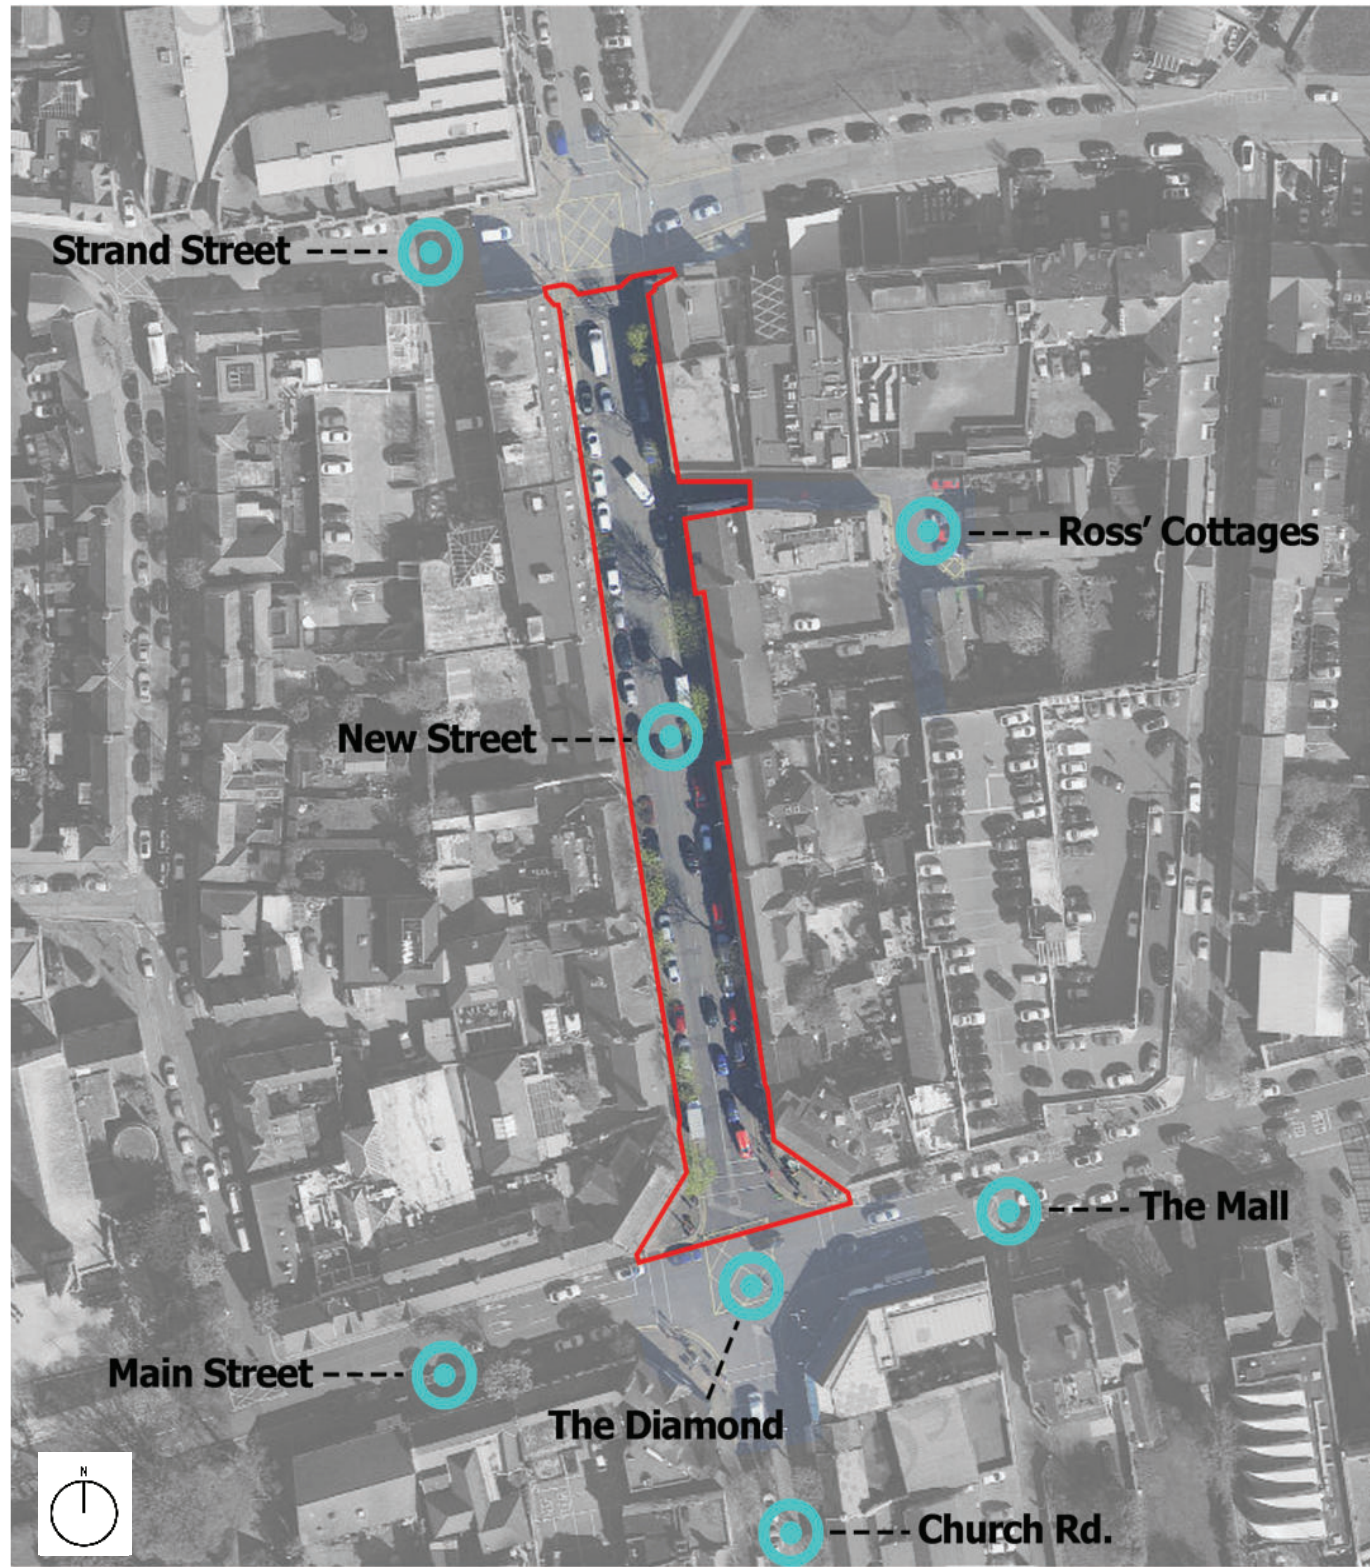 Strand Street
Ross’ Cottages
New Street
The Mall
Main Street
The Diamond
N
Church Rd.